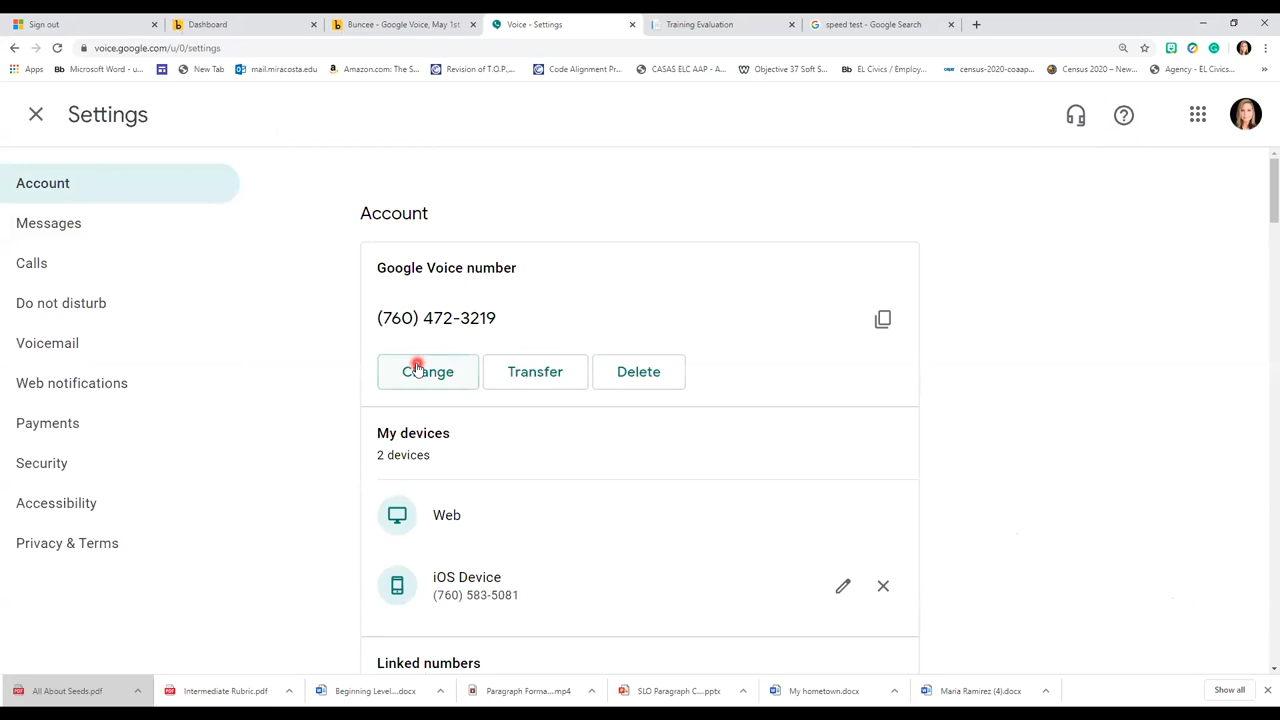 Sign out
Dashboard
Buncee - Google Voice, May 1st
Voice - Settings
Training Evaluation
speed test - Google Search
voice.google.com/u/0/settings
Apps
Microsoft Word - u...
New Tab
mail.miracosta.edu
Amazon.com: The S...
Revision of T.O.P.,...
Code Alignment Pr...
CASAS ELC AAP - A...
Objective 37 Soft S...
EL Civics / Employ...
census-2020-coaap...
Census 2020 – New...
Agency - EL Civics...
Settings
Account
Messages
Calls
Do not disturb
Voicemail
Web notifications
Payments
Security
Accessibility
Privacy & Terms
Account
Google Voice number
(760) 472-3219
Change
Transfer
Delete
My devices
2 devices
Web
iOS Device
(760) 583-5081
Linked numbers
All About Seeds.pdf
Intermediate Rubric.pdf
Beginning Level....docx
Paragraph Forma....mp4
SLO Paragraph C....pptx
My hometown.docx
Maria Ramirez (4).docx
Show all